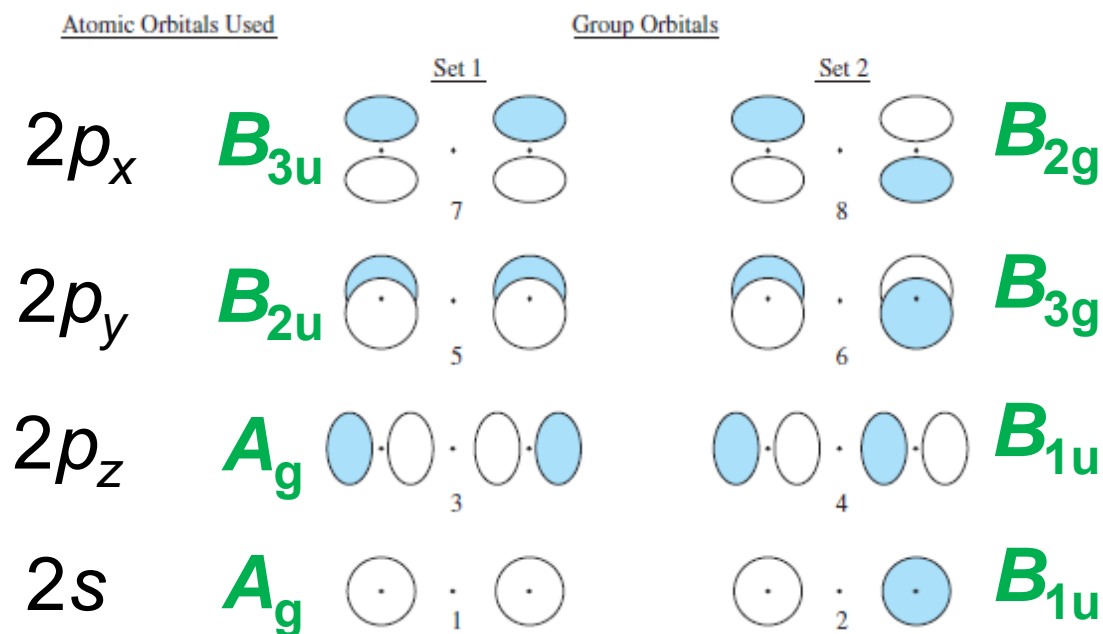 Atomic Orbitals Used Group Orbitals
Set 1 Set 2
2px B3u B2g
7 8
2py B2u B3g
5 6
2pz Ag B1u
3 4
2s Ag B1u
1 2